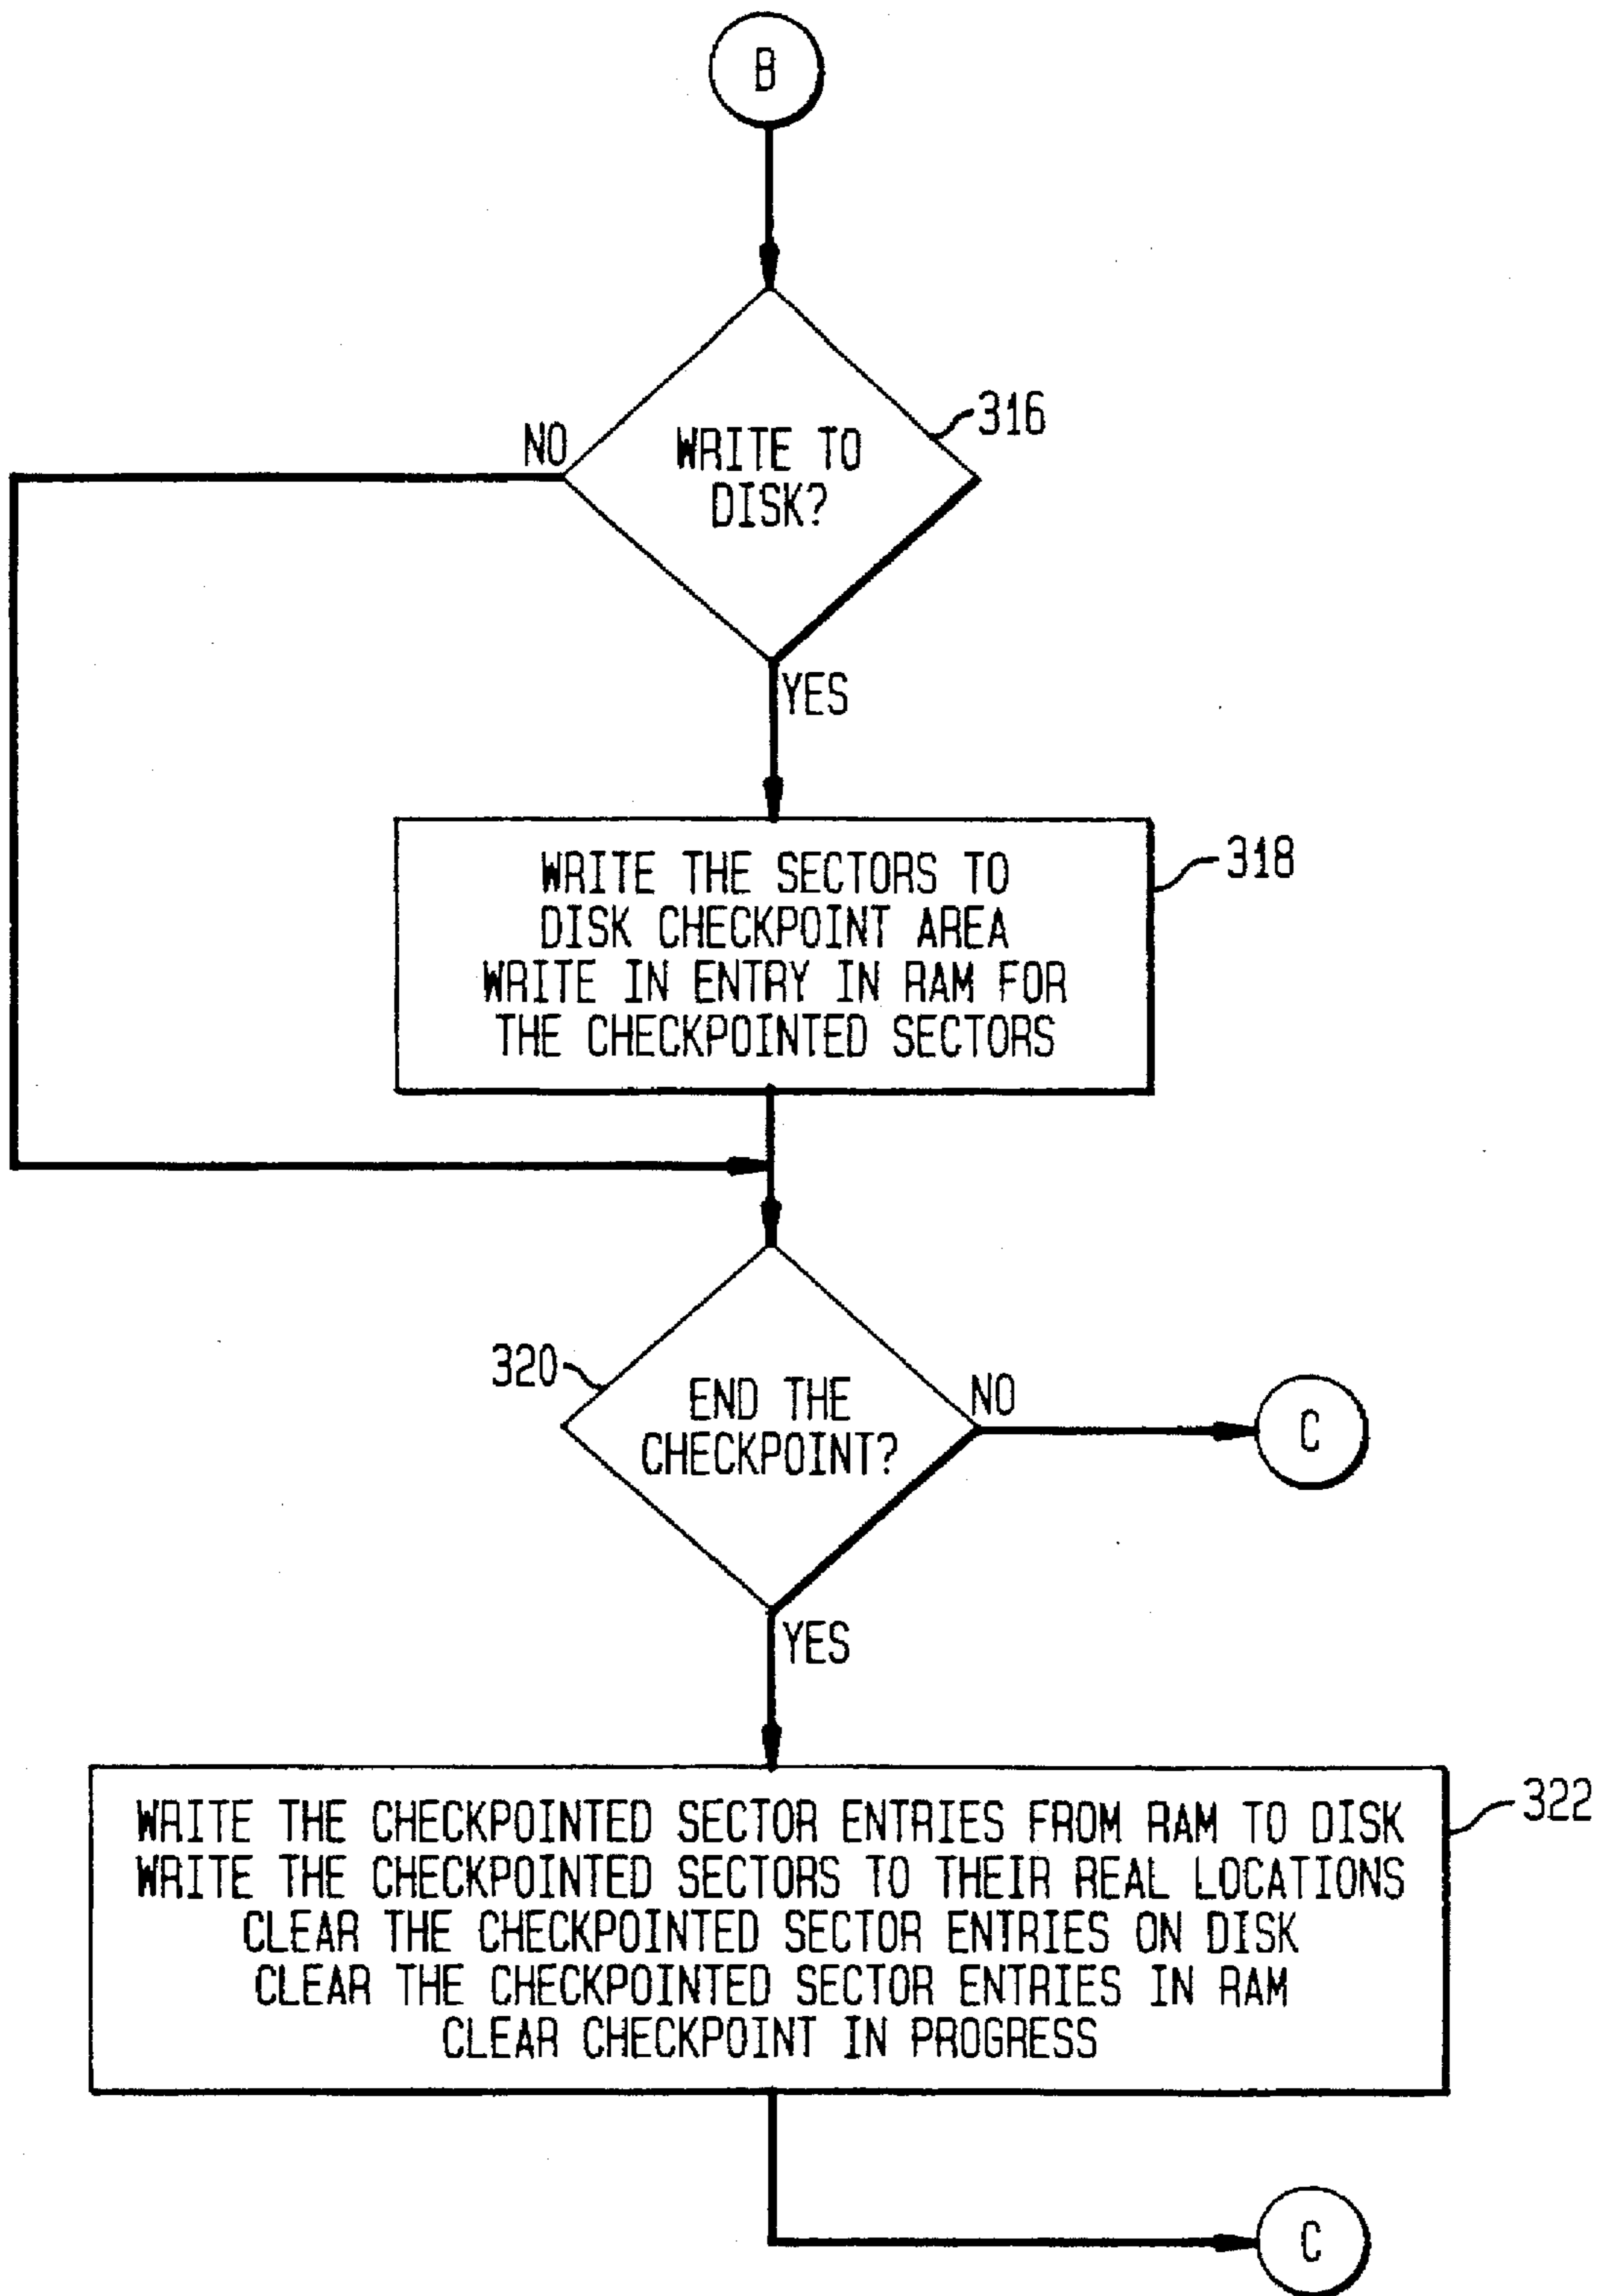 B
316
NO
WRITE TO
DISK?
YES
318
WRITE THE SECTORS TO
DISK CHECKPOINT AREA
WRITE IN ENTRY IN RAM FOR
THE CHECKPOINTED SECTORS
320
END THE
CHECKPOINT?
NO
C
YES
322
WRITE THE CHECKPOINTED SECTOR ENTRIES FROM RAM TO DISK
WRITE THE CHECKPOINTED SECTORS TO THEIR REAL LOCATIONS
CLEAR THE CHECKPOINTED SECTOR ENTRIES ON DISK
CLEAR THE CHECKPOINTED SECTOR ENTRIES IN RAM
CLEAR CHECKPOINT IN PROGRESS
C